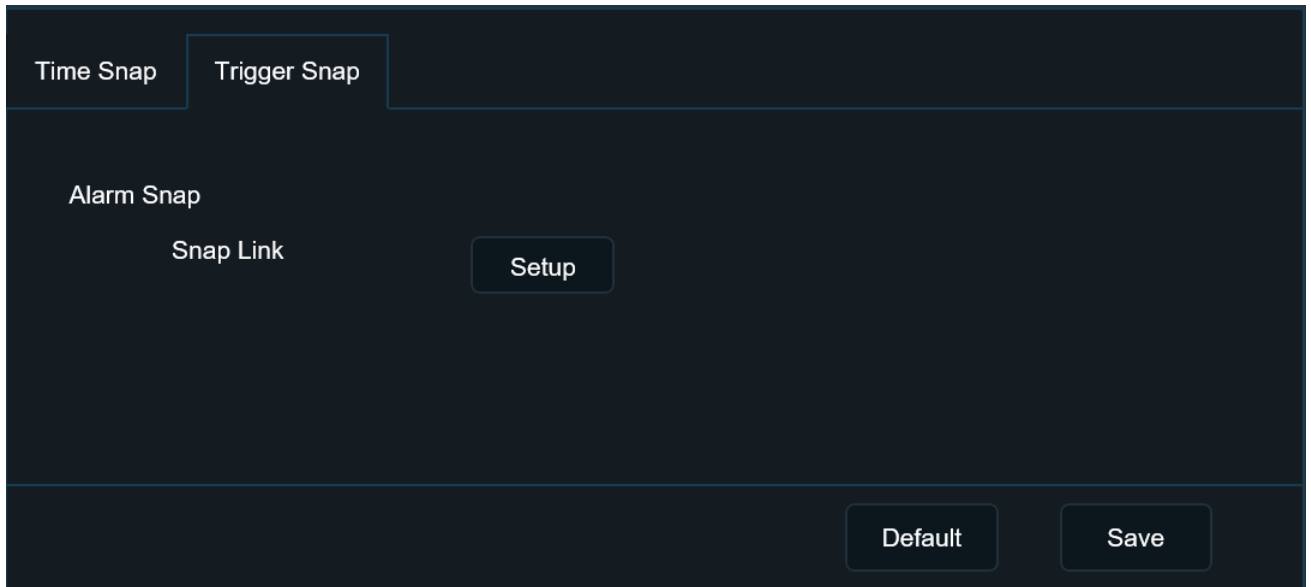 Time Snap Trigger Snap
Alarm Snap
Snap Link
Setup
Default Save